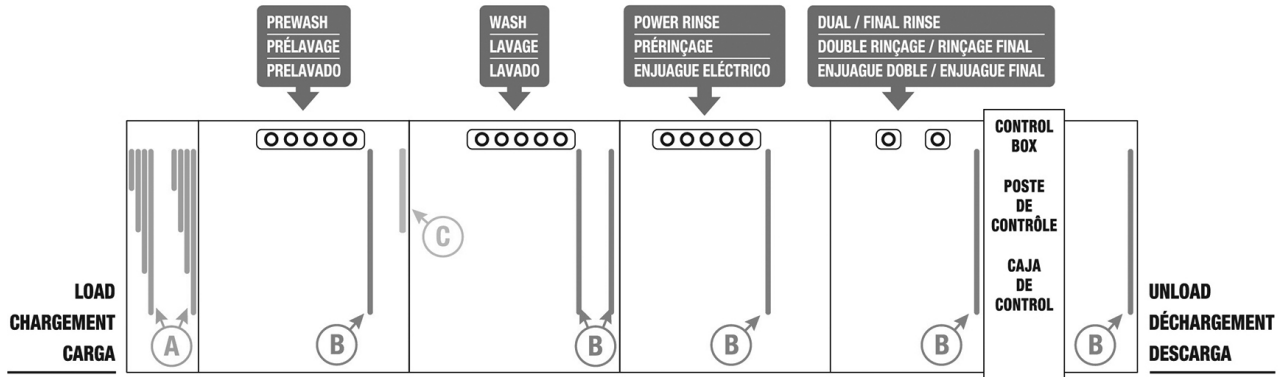 PREWASH
PRÉLAVAGE
PRELAVADO
WASH
LAVAGE
LAVADO
POWER RINSE
PRÉRINÇAGE
ENJUAGUE ELÉCTRICO
DUAL / FINAL RINSE
DOUBLE RINÇAGE / RINÇAGE FINAL
ENJUAGUE DOBLE / ENJUAGUE FINAL
CONTROL
BOX
POSTE
DE
CONTRÔLE
CAJA
DE
CONTROL
LOAD
CHARGEMENT
CARGA
A
B
C
B
B
B
B
UNLOAD
DÉCHARGEMENT
DESCARGA